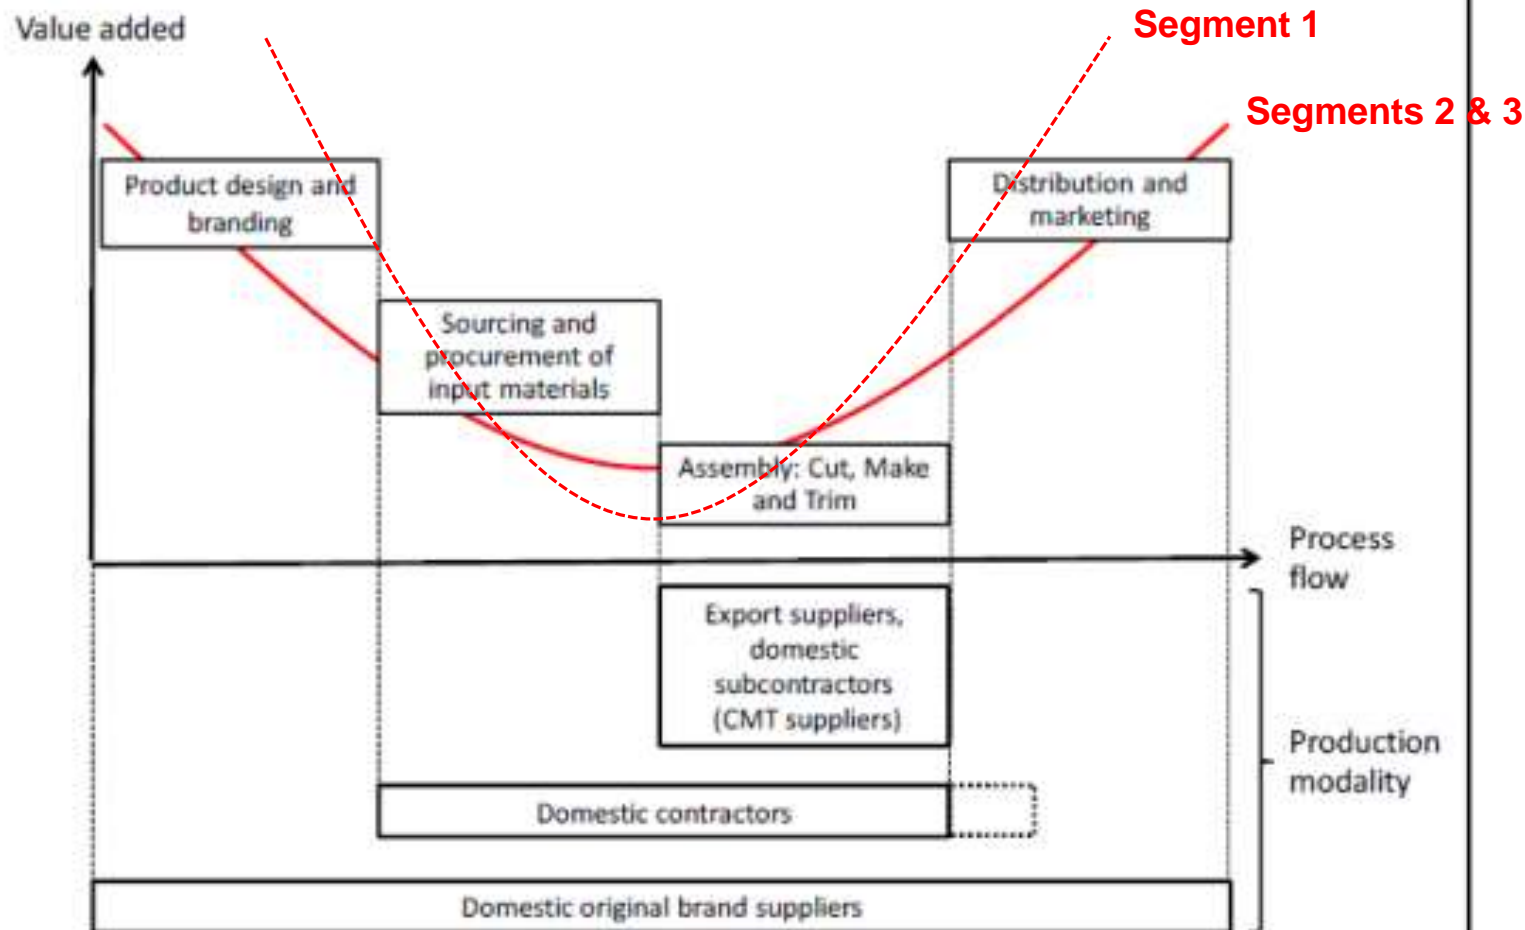 Value added
Segment 1
Segments 2 & 3
Product design and
branding
Distribution and
marketing
Sourcing and
procurement of
input materials
Assembly: Cut, Make
and Trim
Process
flow
Export suppliers,
domestic
subcontractors
(CMT suppliers)
Production
modality
Domestic contractors
Domestic original brand suppliers